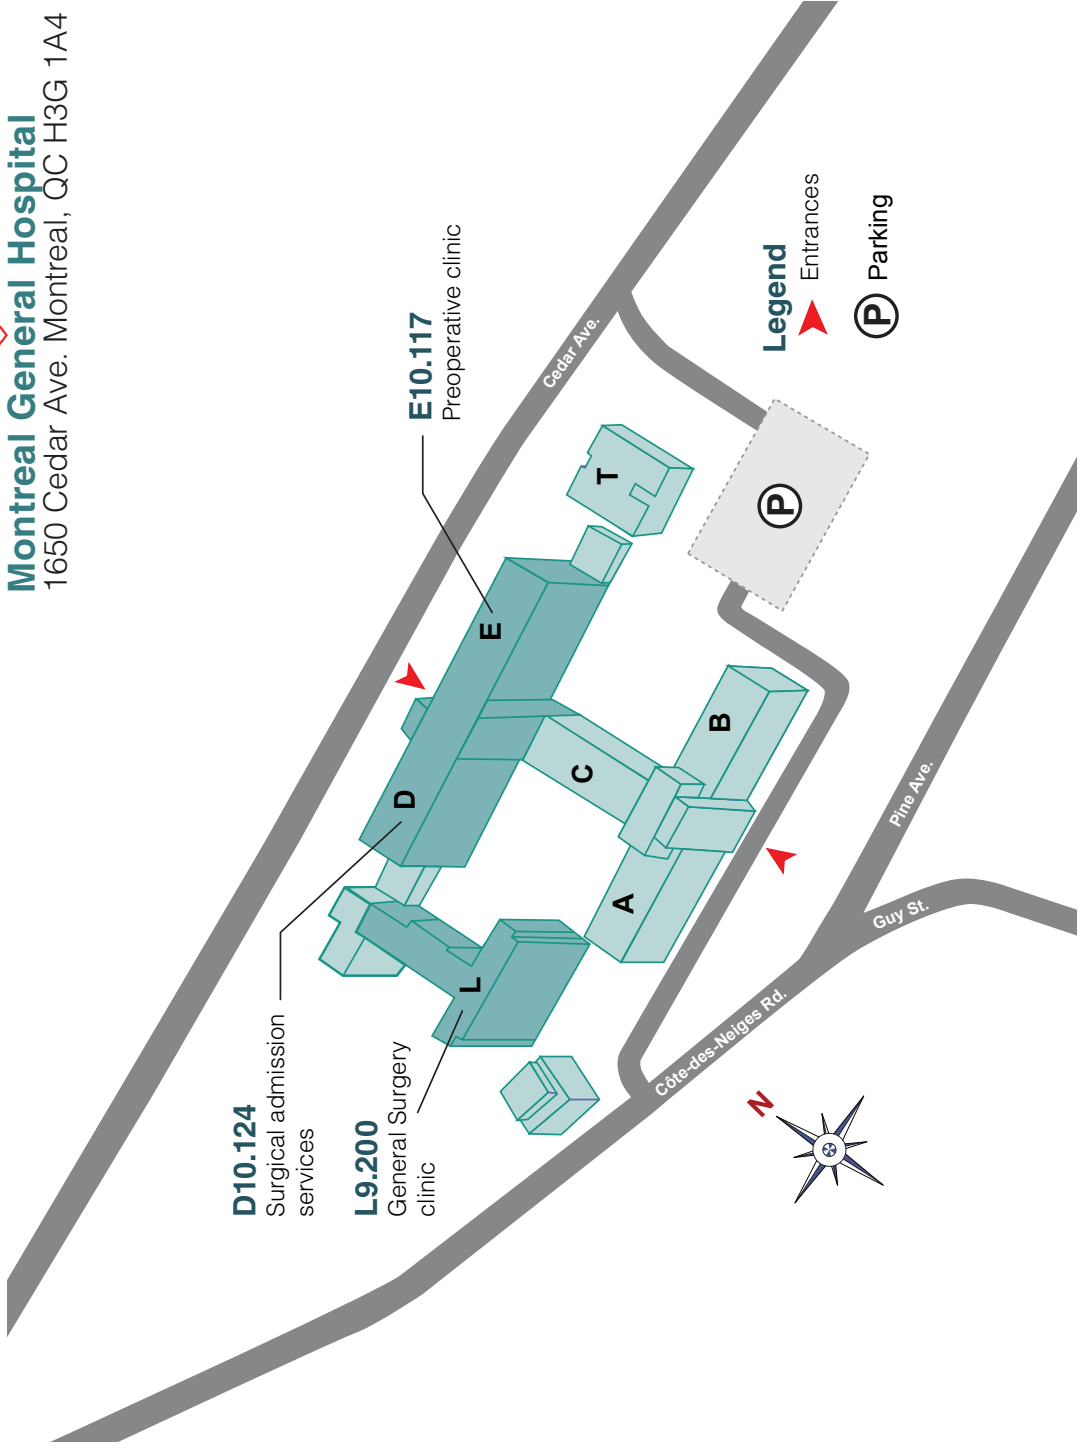 Montreal General Hospital
1650 Cedar Ave. Montreal, QC H3G 1A4
D10.124
Surgical admission
services
L9.200
General Surgery
clinic
E10.117
Preoperative clinic
Cedar Ave.
D
E
T
L
C
A
B
P
Côte-des-Neiges Rd.
Guy St.
Pine Ave.
N
Legend
Entrances
P Parking